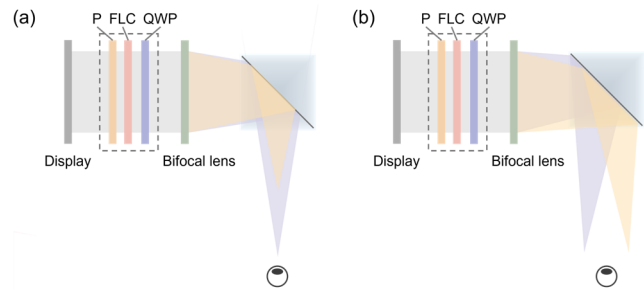 (a)
P FLC QWP
Display
Bifocal lens
(b)
P FLC QWP
Display
Bifocal lens